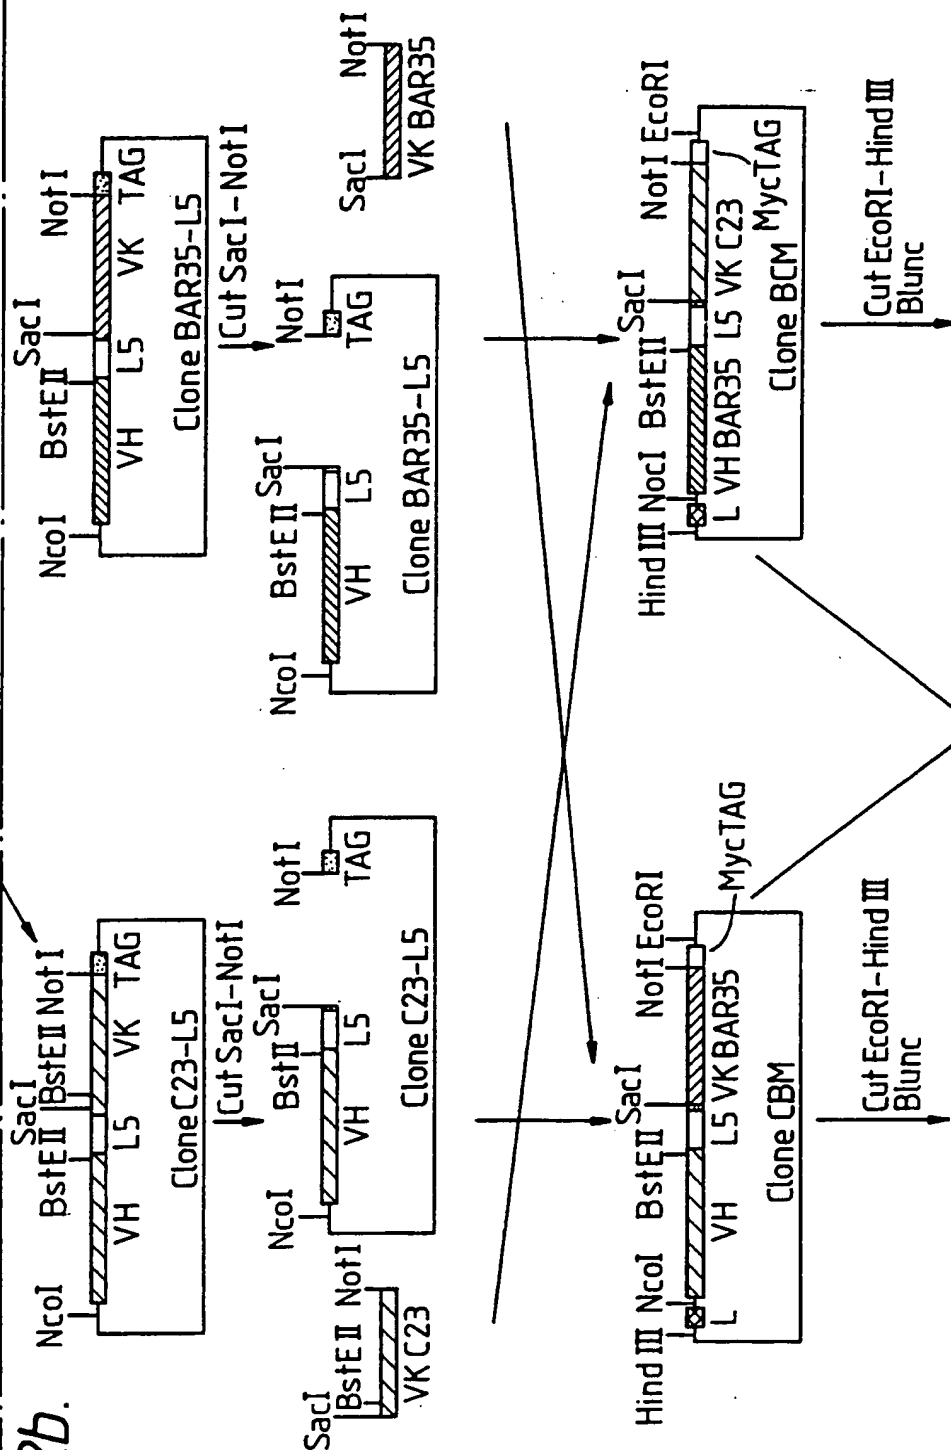 2b.
NcoI
BstEII
SacI
BstEII
NotI
VH
L5
VK
TAG
Clone C23-L5
Cut SacI-NotI
SacI
BstEII
NotI
VK C23
NcoI
BstII
SacI
NotI
VH
L5
TAG
Clone C23-L5
Hind III
NcoI
BstEII
SacI
NotI
EcoRI
L
VH
L5
VK BAR35
MycTAG
Clone CBM
Cut EcoRI-Hind III
Blunc
NcoI
BstEII
SacI
NotI
VH
L5
VK
TAG
Clone BAR35-L5
Cut SacI-NotI
NcoI
BstEII
SacI
NotI
VH
L5
TAG
Clone BAR35-L5
SacI
NotI
VK BAR35
Hind III
NocI
BstEII
SacI
NotI
EcoRI
L
VH BAR35
L5
VK C23
MycTAG
Clone BCM
Cut EcoRI-Hind III
Blunc